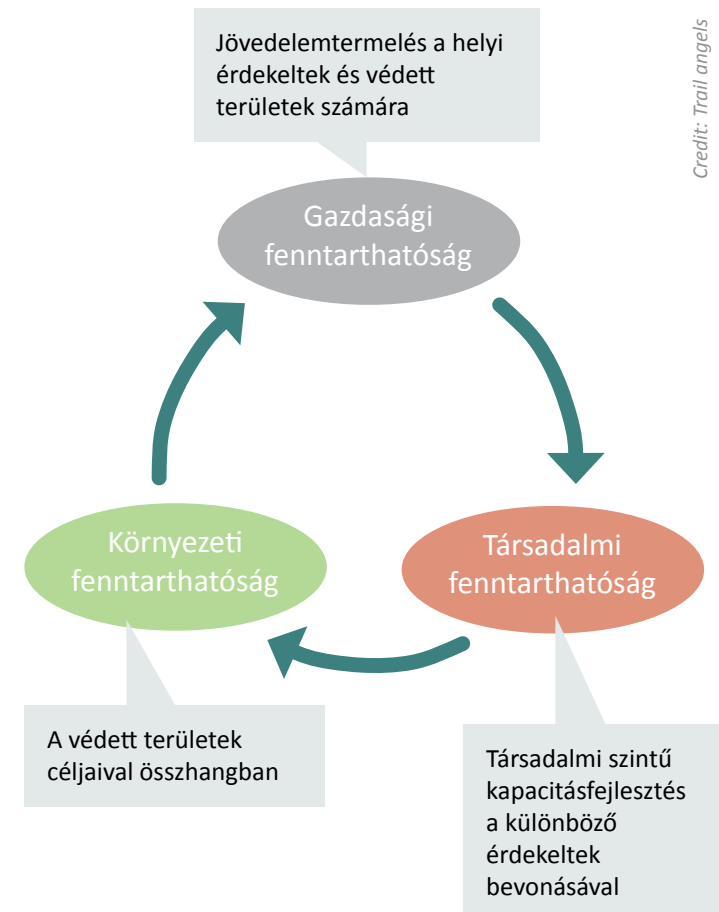 Jövedelemtermelés a helyi
érdekeltek és védett
területek számára
Credit: Trail angels
Gazdasági
fenntarthatóság
Környezeti
fenntarthatóság
Társadalmi
fenntarthatóság
A védett területek
céljaival összhangban
Társadalmi szintű
kapacitásfejlesztés
a különböző
érdekeltek
bevonásával